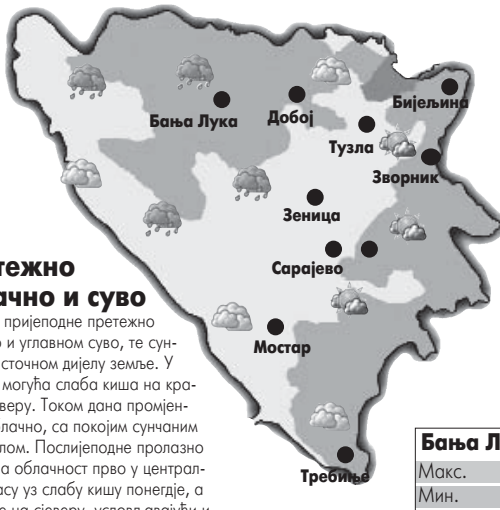 Бијељина
Бања Лука
Добој
Тузла
Зворник
Зеница
Сарајево
Мостар
Требиње
тежно
ачно и суво
пријеподне претежно
о и углавном суво, те сун-
сточном дијелу земље. У
могућа слаба киша на кра-
веру. Током дана промјен-
лачно, са покојим сунчаним
лом. Послијеподне пролазно
а облачност прво у централ-
асу уз слабу кишу понегдје, а
Бања Л
Макс.
Мин.